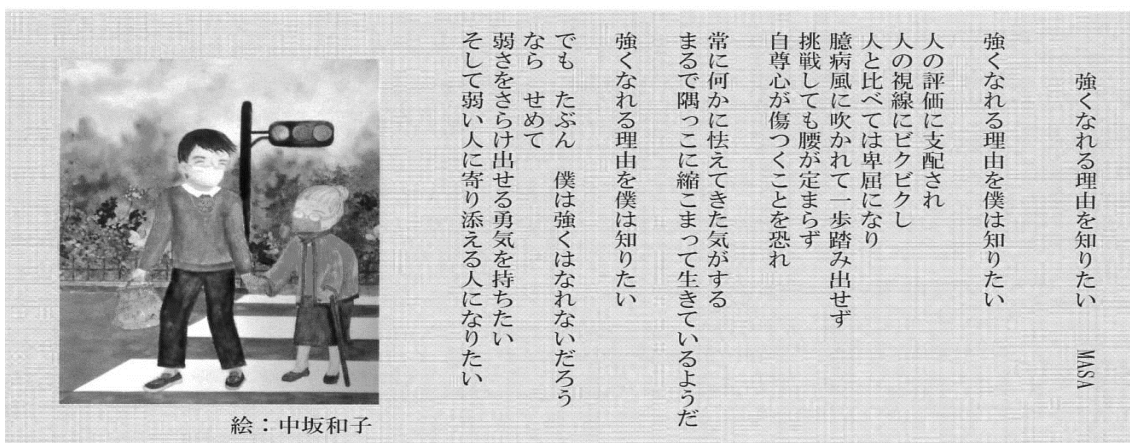 強くなれる理由を知りたい　MASA
強くなれる理由を僕は知りたい
人の評価に支配され
人の視線にビクビクし
人と比べては卑屈になり
臆病風に吹かれて一歩踏み出せず
挑戦しても腰が定まらず
自尊心が傷つくことを恐れ
常に何かに怯えてきた気がする
まるで隅っこに縮こまって生きているようだ
強くなれる理由を僕は知りたい
でも　たぶん　僕は強くはなれないだろう
なら　せめて
弱さをさらけ出せる勇気を持ちたい
そして弱い人に寄り添える人になりたい
絵：中坂和子